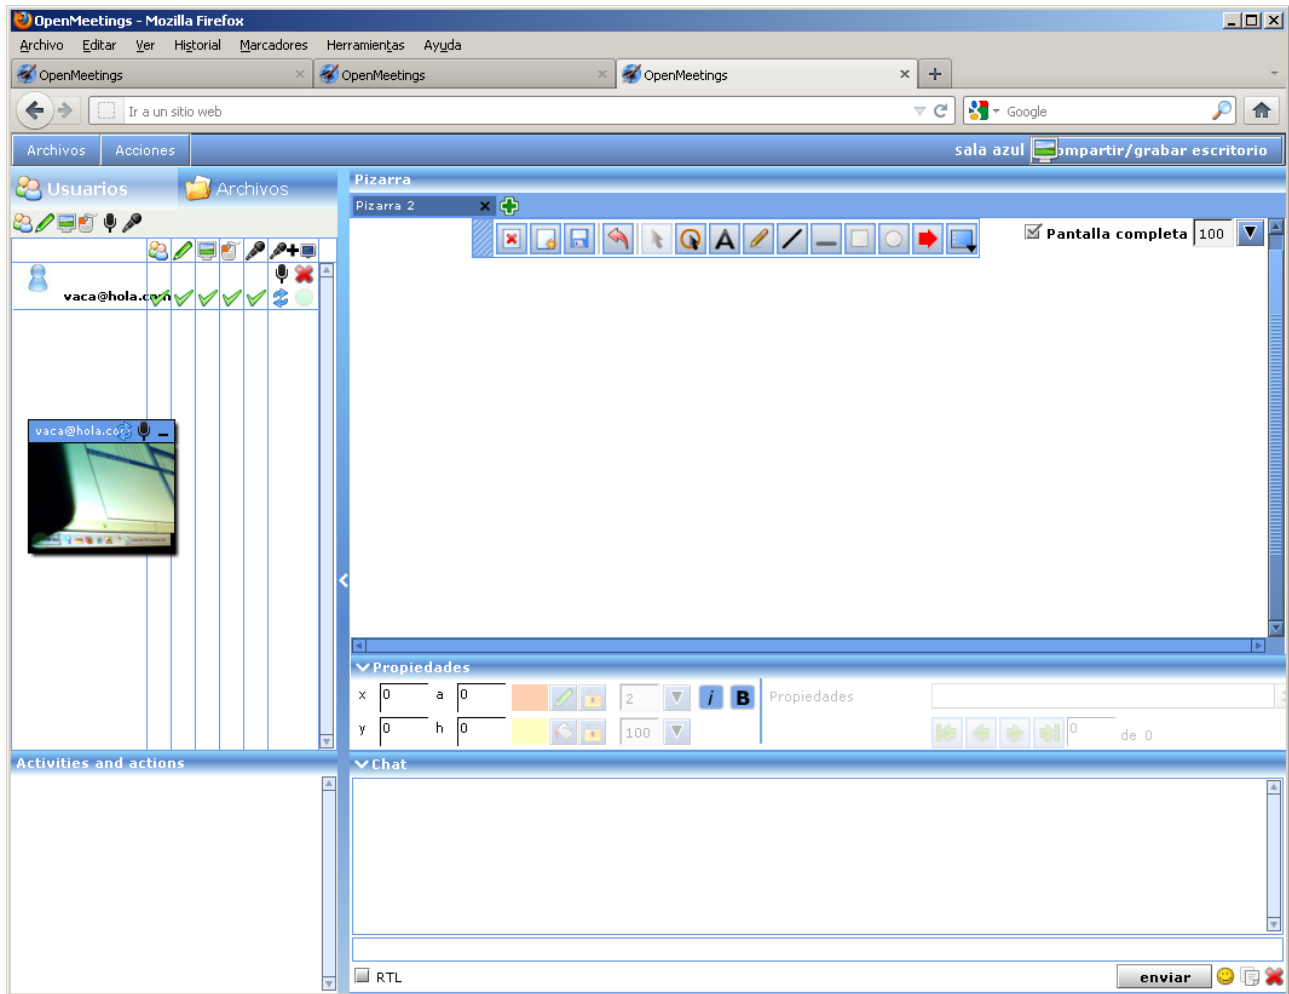 OpenMeetings - Mozilla Firefox
Archivo Editar Ver Historial Marcadores Herramientas Ayuda
OpenMeetings OpenMeetings OpenMeetings
Ir a un sitio web Google
Archivos Acciones sala azul ompartir/grabar escritorio
Usuarios Archivos Pizarra
Pizarra 2
A Pantalla completa 100
vaca@hola.com
vaca@hola.com
Propiedades
x 0 a 0 2 i B Propiedades
y 0 h 0 100 0 de 0
Activities and actions Chat
RTL enviar